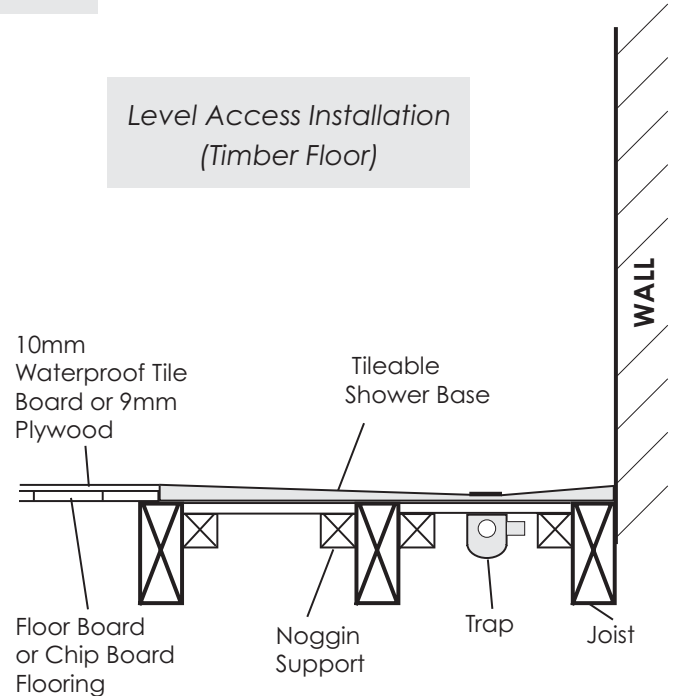 Level Access Installation
(Timber Floor)
WALL
10mm
Waterproof Tile
Board or 9mm
Plywood
Tileable
Shower Base
Floor Board
or Chip Board
Flooring
Noggin
Support
Trap
Joist